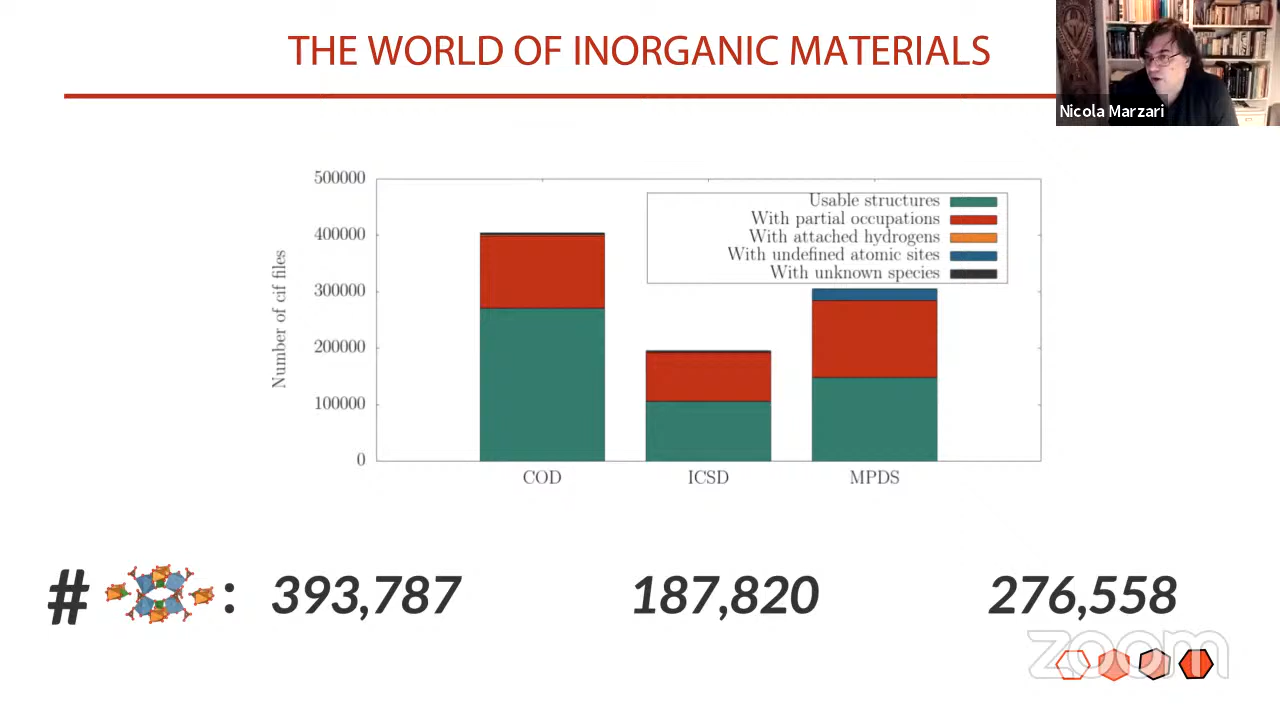 THE WORLD OF INORGANIC MATERIALS
Nicola Marzari
Number of cif files
500000
400000
300000
200000
100000
0
Usable structures
With partial occupations
With attached hydrogens
With undefined atomic sites
With unknown species
COD ICSD MPDS
# : 393,787 187,820 276,558
zoom